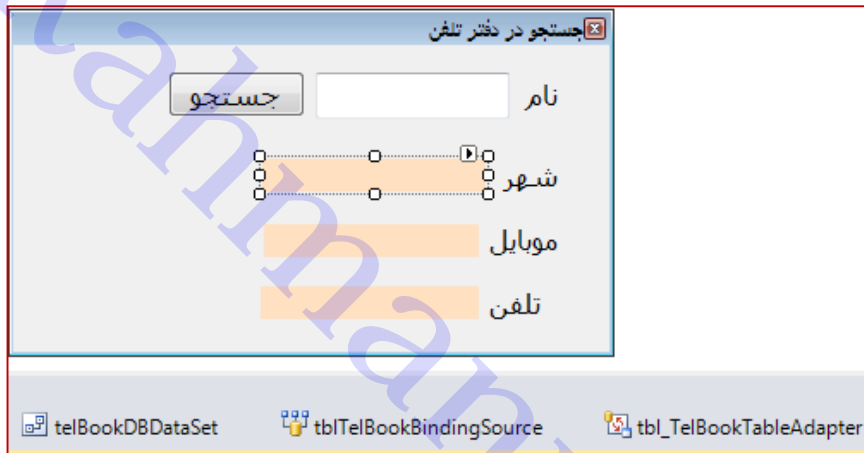 جستجو در دفتر تلفن
نام
جستجو
شهر
موبایل
تلفن
telBookDBDataSet tblTelBookBindingSource tbl_TelBookTableAdapter